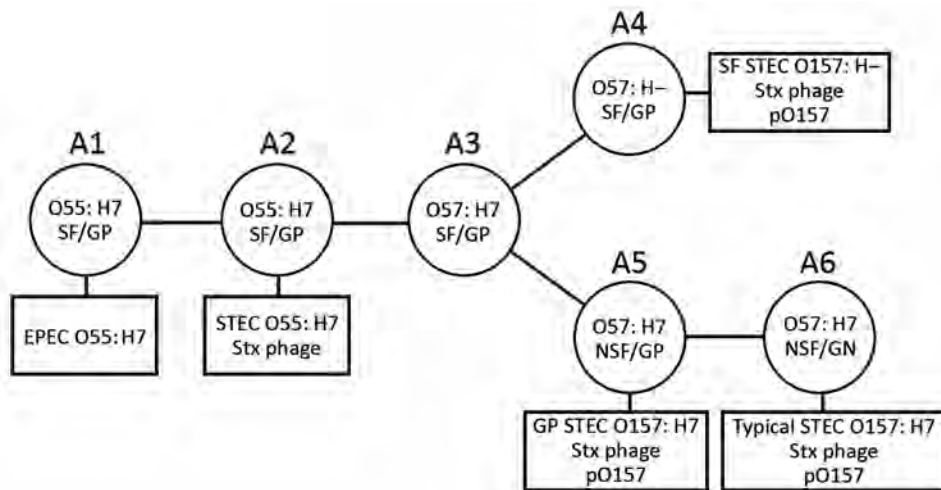 A1
O55: H7
SF/GP
EPEC O55: H7
A2
O55: H7
SF/GP
STEC O55: H7
Stx phage
A3
O57: H7
SF/GP
A4
O57: H–
SF/GP
SF STEC O157: H–
Stx phage
pO157
A5
O57: H7
NSF/GP
GP STEC O157: H7
Stx phage
pO157
A6
O57: H7
NSF/GN
Typical STEC O157: H7
Stx phage
pO157